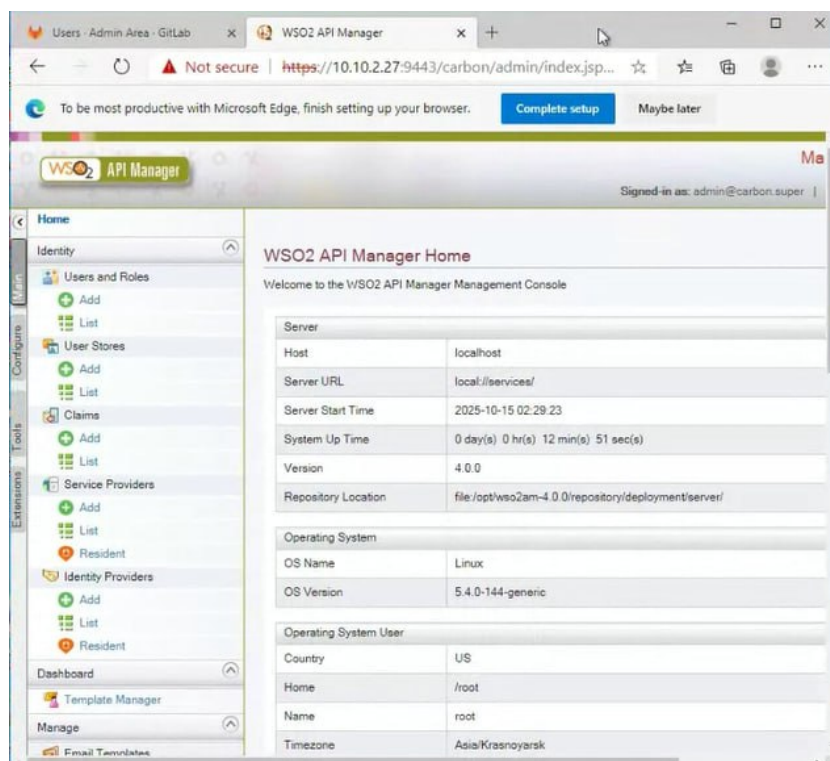 Users · Admin Area · GitLab
WSO2 API Manager
Not secure
https://10.10.2.27:9443/carbon/admin/index.jsp...
To be most productive with Microsoft Edge, finish setting up your browser.
Complete setup
Maybe later
WSO2 API Manager
Ma
Signed-in as: admin@carbon.super |
Main
Configure
Tools
Extensions
Home
Identity
Users and Roles
Add
List
User Stores
Add
List
Claims
Add
List
Service Providers
Add
List
Resident
Identity Providers
Add
List
Resident
Dashboard
Template Manager
Manage
Email Templates
WSO2 API Manager Home
Welcome to the WSO2 API Manager Management Console
Server
Host localhost
Server URL local://services/
Server Start Time 2025-10-15 02:29:23
System Up Time 0 day(s) 0 hr(s) 12 min(s) 51 sec(s)
Version 4.0.0
Repository Location file:/opt/wso2am-4.0.0/repository/deployment/server/
Operating System
OS Name Linux
OS Version 5.4.0-144-generic
Operating System User
Country US
Home /root
Name root
Timezone Asia/Krasnoyarsk